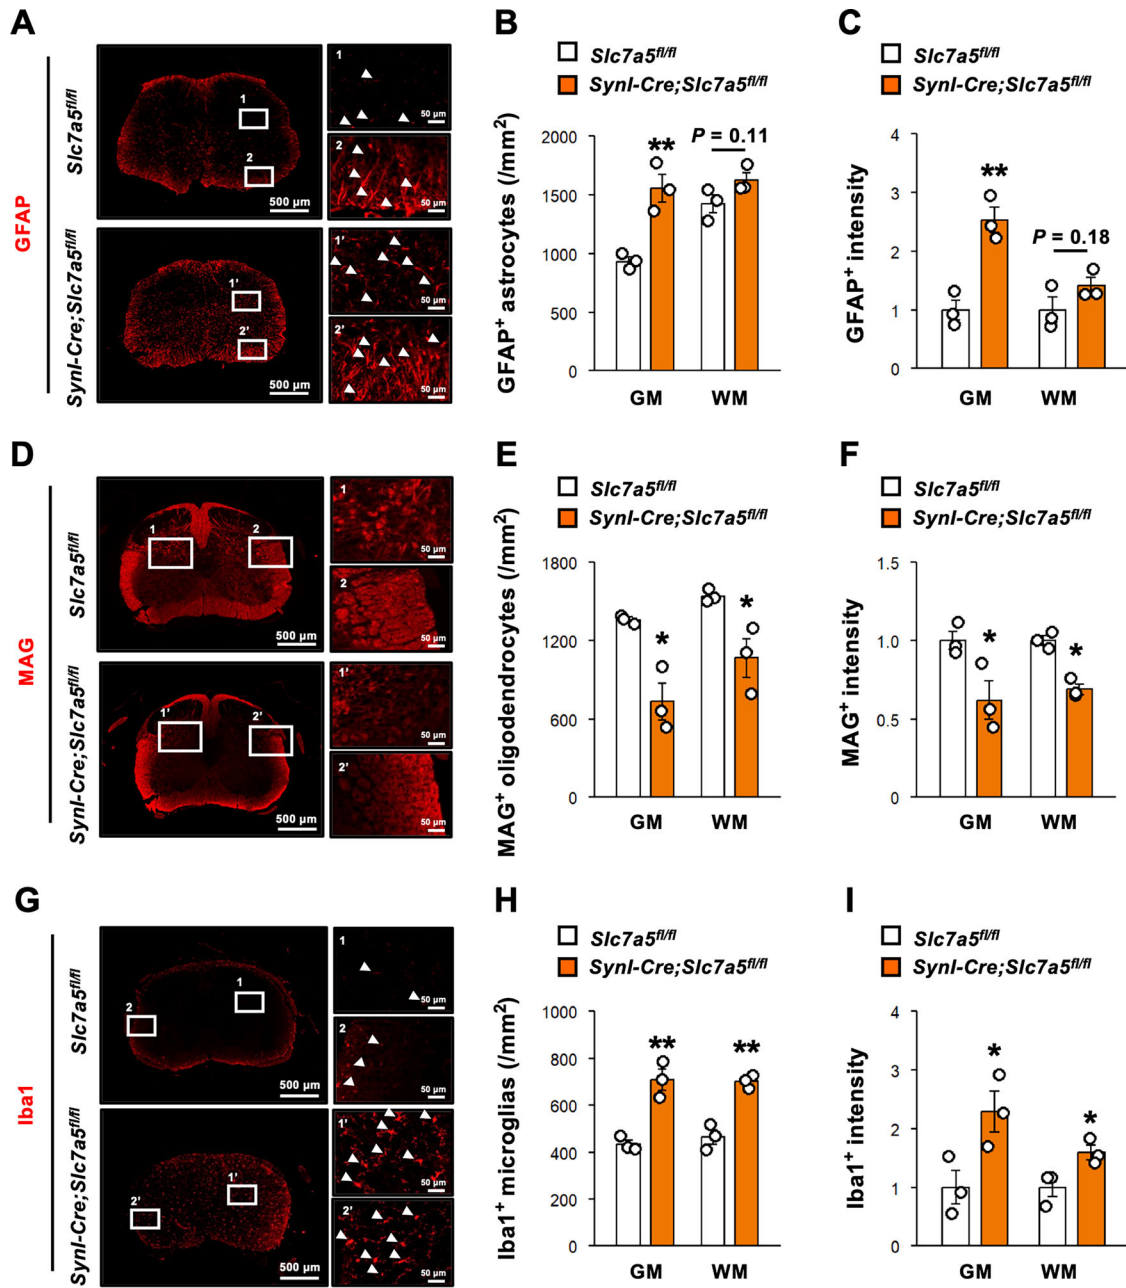 A
GFAP
Slc7a5fl/fl
SynI-Cre;Slc7a5fl/fl
1
2
500 µm
1
50 µm
2
50 µm
1'
2'
500 µm
1'
50 µm
2'
50 µm
B
Slc7a5fl/fl
SynI-Cre;Slc7a5fl/fl
GFAP+ astrocytes (/mm2)
2000
1500
1000
500
0
**
P = 0.11
GM
WM
C
Slc7a5fl/fl
SynI-Cre;Slc7a5fl/fl
GFAP+ intensity
4
3
2
1
0
**
P = 0.18
GM
WM
D
MAG
Slc7a5fl/fl
SynI-Cre;Slc7a5fl/fl
1
2
500 µm
1
50 µm
2
50 µm
1'
2'
500 µm
1'
50 µm
2'
50 µm
E
Slc7a5fl/fl
SynI-Cre;Slc7a5fl/fl
MAG+ oligodendrocytes (/mm2)
1800
1200
600
0
*
*
GM
WM
F
Slc7a5fl/fl
SynI-Cre;Slc7a5fl/fl
MAG+ intensity
1.5
1.0
0.5
0
*
*
GM
WM
G
Iba1
Slc7a5fl/fl
SynI-Cre;Slc7a5fl/fl
1
2
500 µm
1
50 µm
2
50 µm
1'
2'
500 µm
1'
50 µm
2'
50 µm
H
Slc7a5fl/fl
SynI-Cre;Slc7a5fl/fl
Iba1+ microglias (/mm2)
1000
800
600
400
200
0
**
**
GM
WM
I
Slc7a5fl/fl
SynI-Cre;Slc7a5fl/fl
Iba1+ intensity
4
3
2
1
0
*
*
GM
WM